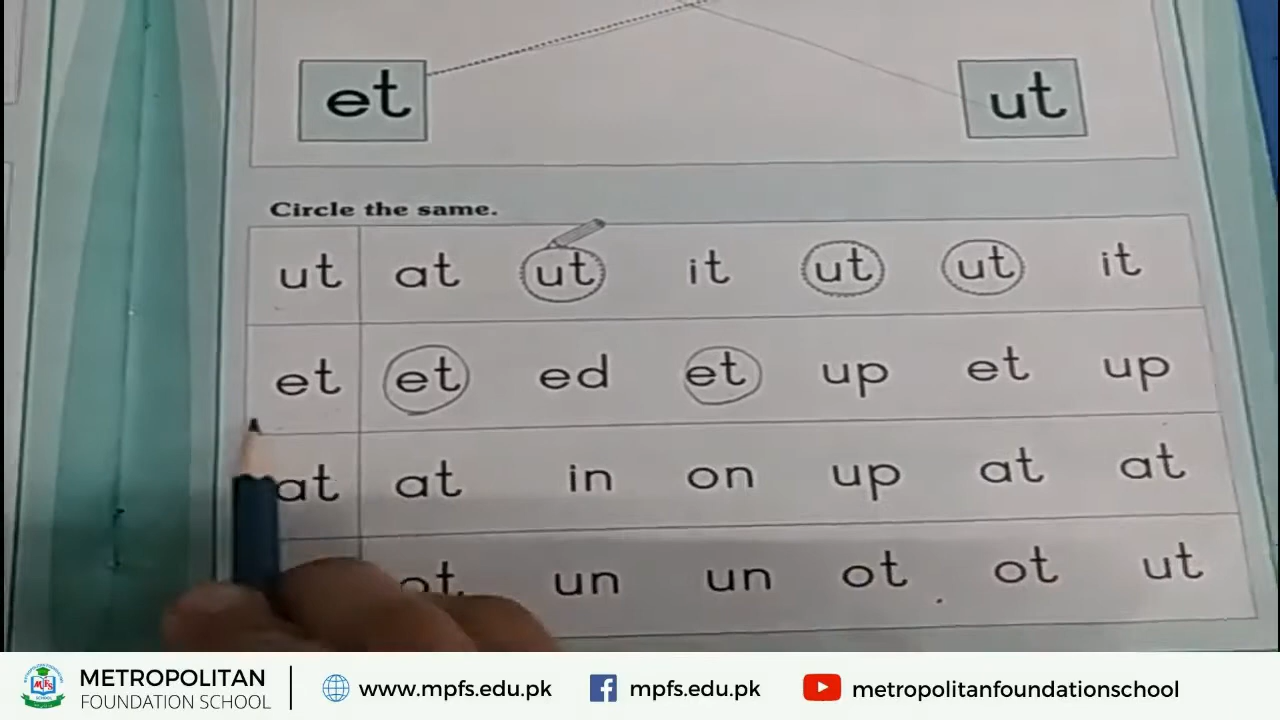 et ut
Circle the same.
ut at ut it ut ut it
et et ed et up et up
at at in on up at at
ot un un ot ot ut
METROPOLITAN
FOUNDATION SCHOOL
www.mpfs.edu.pk
mpfs.edu.pk
metropolitanfoundationschool